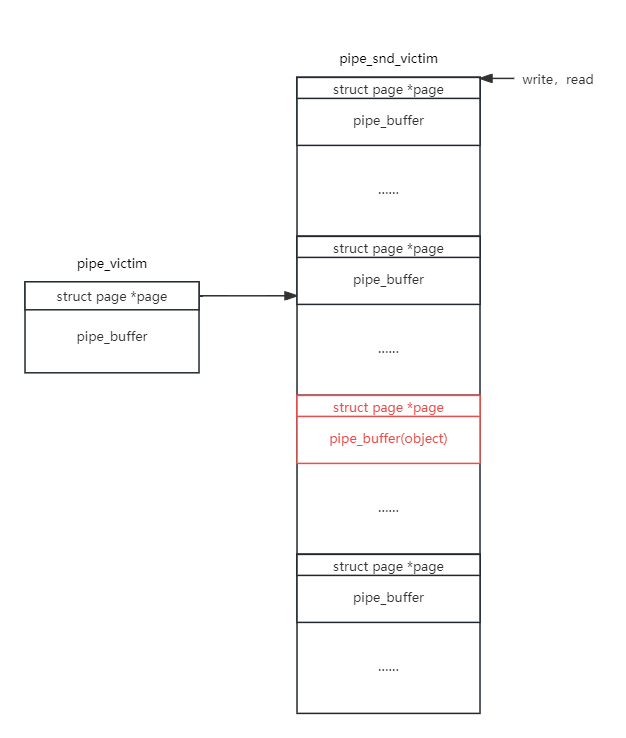 pipe_snd_victim
write，read
struct page *page
pipe_buffer
......
struct page *page
pipe_buffer
......
pipe_victim
struct page *page
pipe_buffer
struct page *page
pipe_buffer(object)
......
struct page *page
pipe_buffer
......